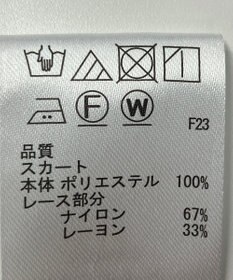 F W
F23
品質
スカート
本体 ポリエステル 100%
レース部分
ナイロン 67%
レーヨン 33%